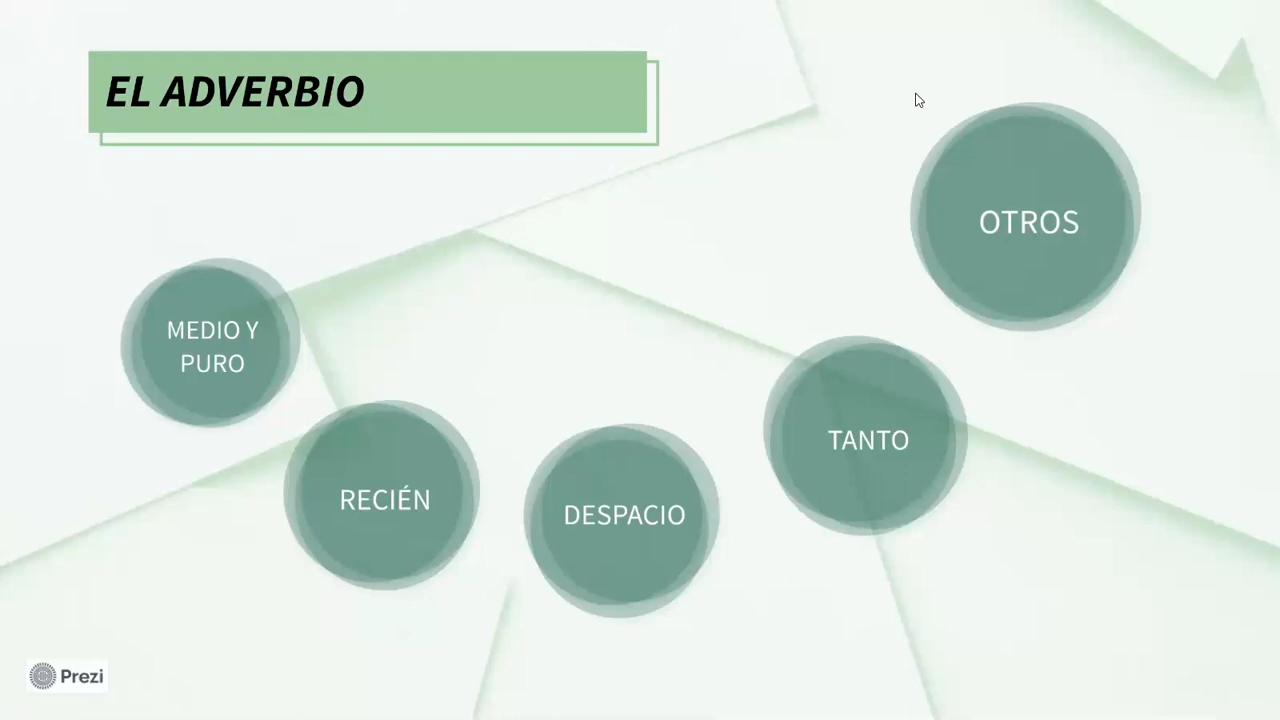 EL ADVERBIO
OTROS
MEDIO Y
PURO
RECIÉN
DESPACIO
TANTO
Prezi